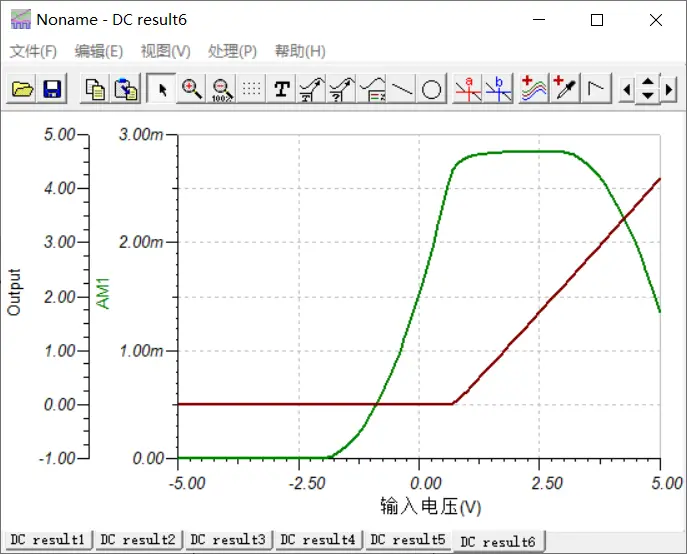 Noname - DC result6
文件(F) 编辑(E) 视图(V) 处理(P) 帮助(H)
100% T T ? a b
5.00 3.00m
4.00
3.00 2.00m
Output AM1
2.00
1.00 1.00m
0.00
-1.00 0.00
-5.00 -2.50 0.00 2.50 5.00
输入电压(V)
DC result1 DC result2 DC result3 DC result4 DC result5 DC result6